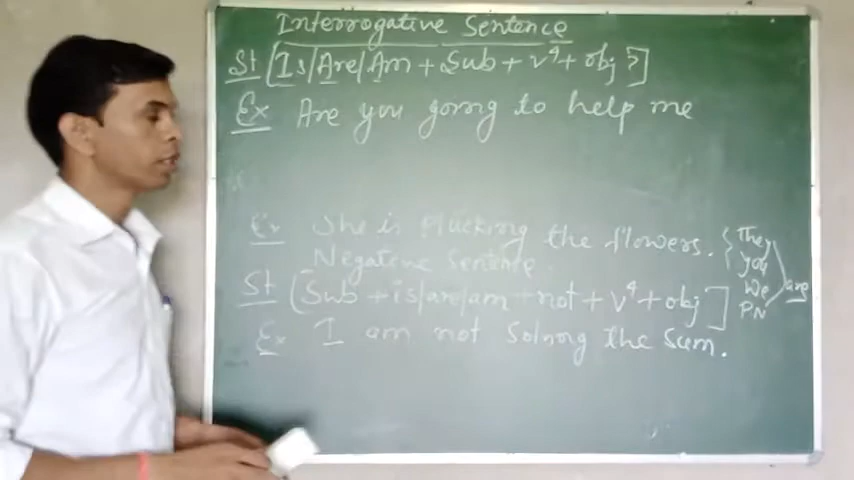 Interrogative Sentence
St [Is/Are/Am + Sub + v⁴ + obj ?]
Ex Are you going to help me
Ex She is Plucking the flowers.
Negative Sentence
St (Sub + is/are/am + not + v⁴ + obj]
Ex I am not Solving the Sum.
{ They
you
We
PN
are